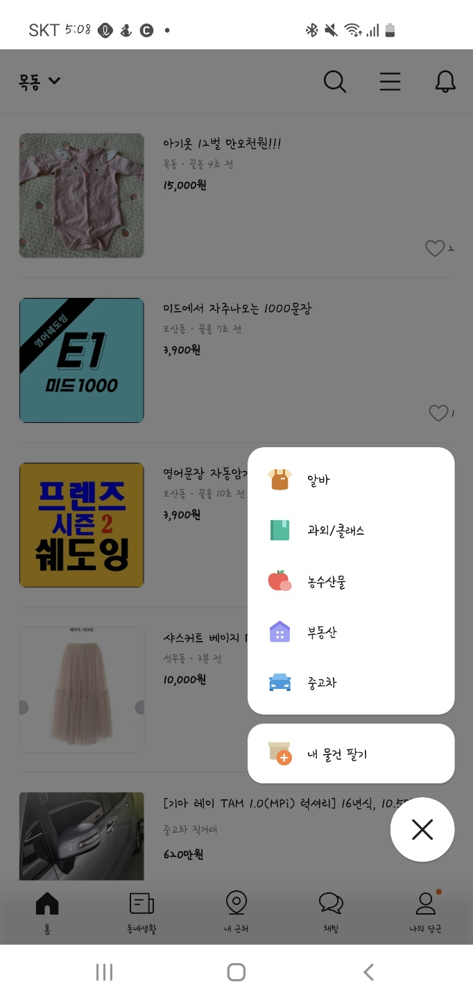 SKT 5:08
목동
아기옷 12벌 만오천원!!!
목동 · 끌올 4초 전
15,000원
2
영어쉐도잉
E1
미드1000
미드에서 자주나오는 1000문장
오산동 · 끌올 7초 전
3,900원
1
프렌즈
시즌 2
쉐도잉
영어문장 자동암기
오산동 · 끌올 10초 전
3,900원
베이지 / BEIGE
샤스커트 베이지
석우동 · 3분 전
10,000원
[기아 레이 TAM 1.0(MPi) 럭셔리] 16년식, 10.5만
중고차 직거래
620만원
알바
과외/클래스
농수산물
부동산
중고차
내 물건 팔기
홈
동네생활
내 근처
채팅
나의 당근